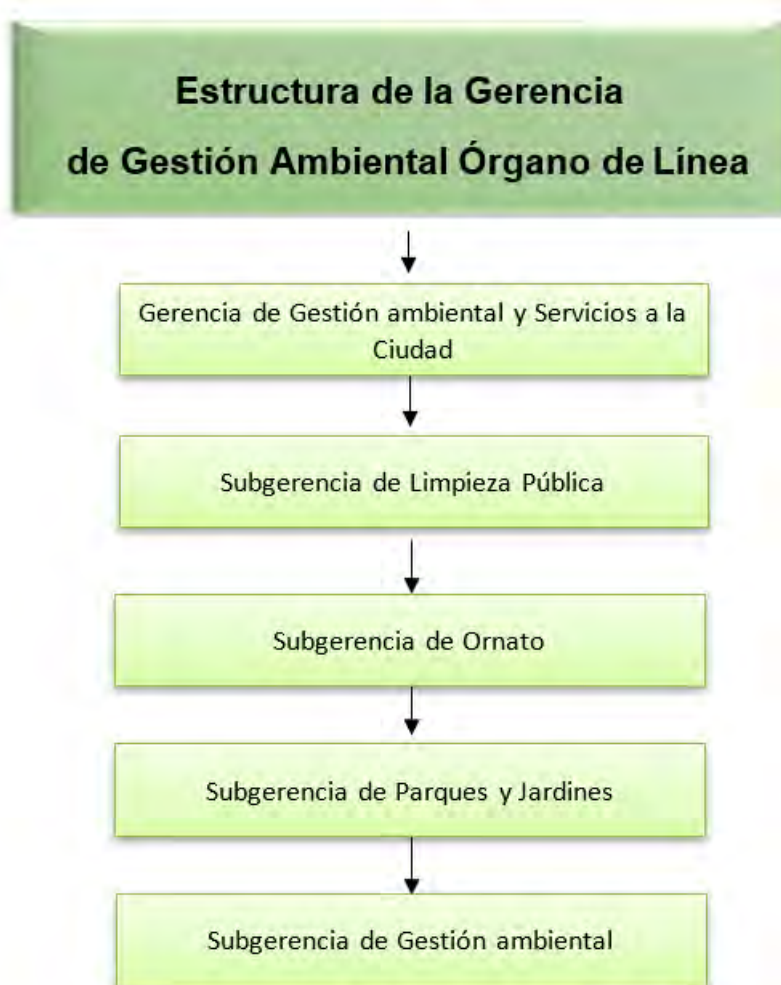 Estructura de la Gerencia
de Gestión Ambiental Órgano de Línea
Gerencia de Gestión ambiental y Servicios a la
Ciudad
Subgerencia de Limpieza Pública
Subgerencia de Ornato
Subgerencia de Parques y Jardines
Subgerencia de Gestión ambiental